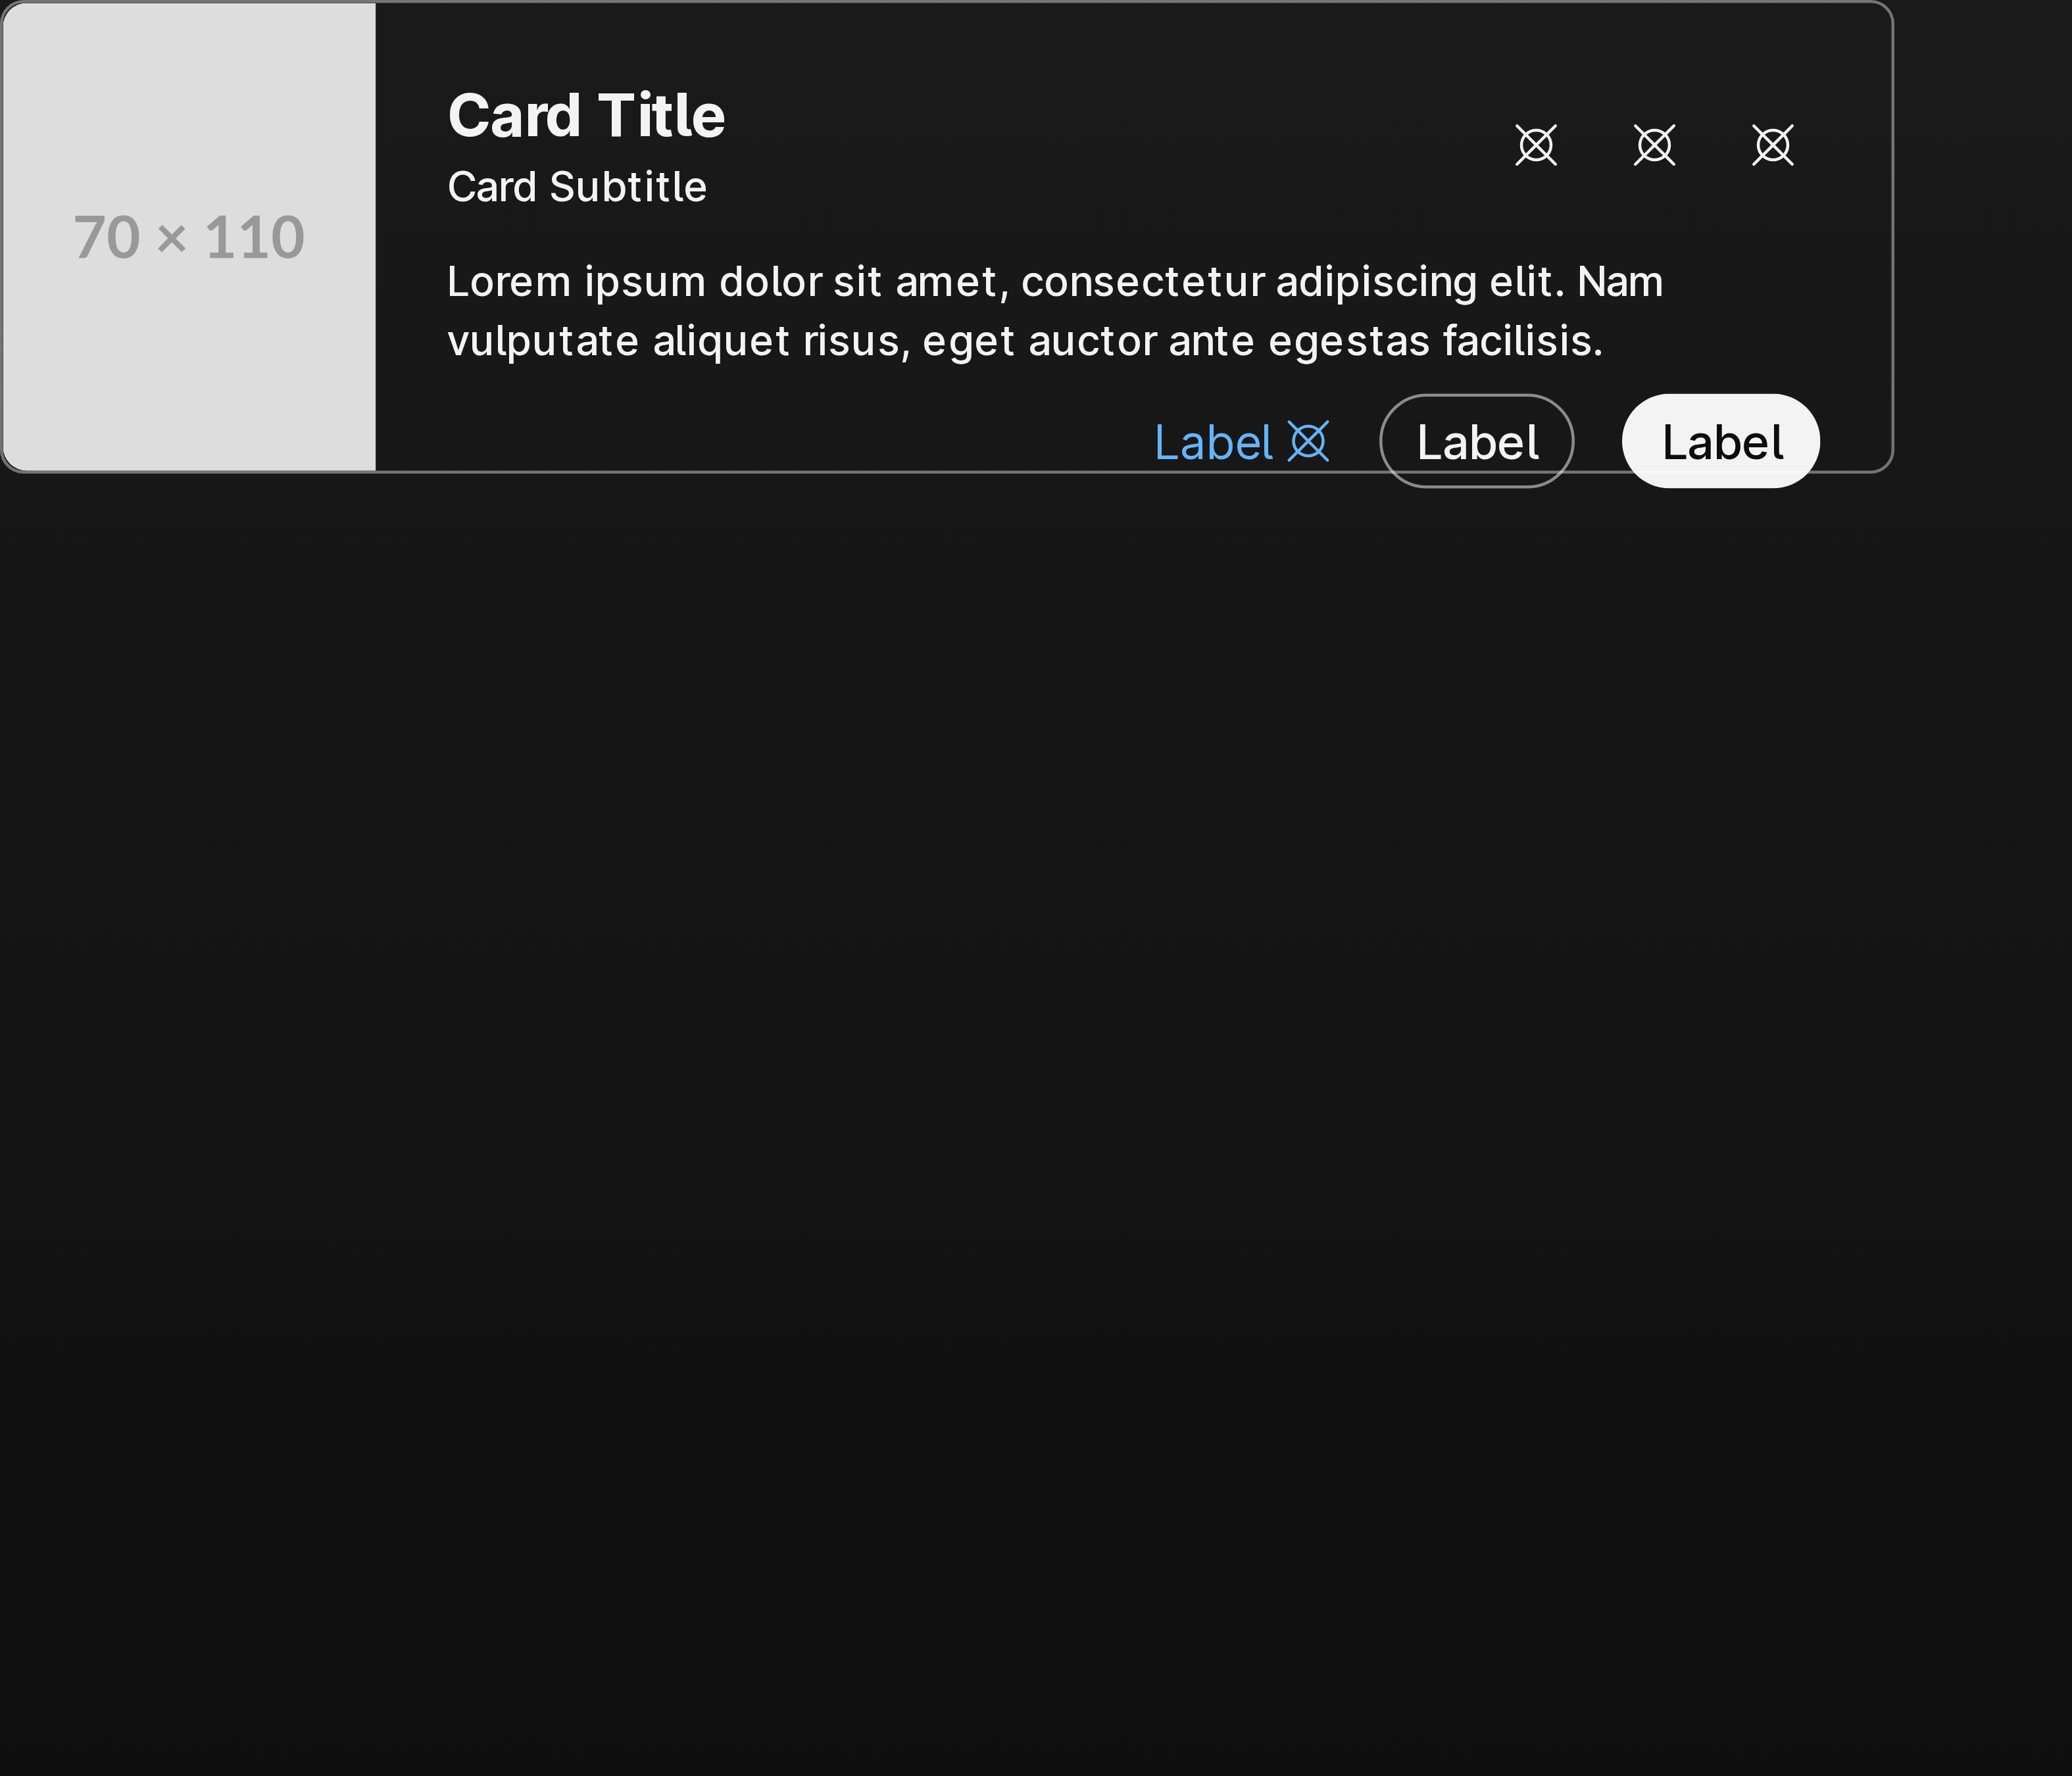 70 × 110
Card Title
Card Subtitle
Lorem ipsum dolor sit amet, consectetur adipiscing elit. Nam
vulputate aliquet risus, eget auctor ante egestas facilisis.
Label
Label
Label